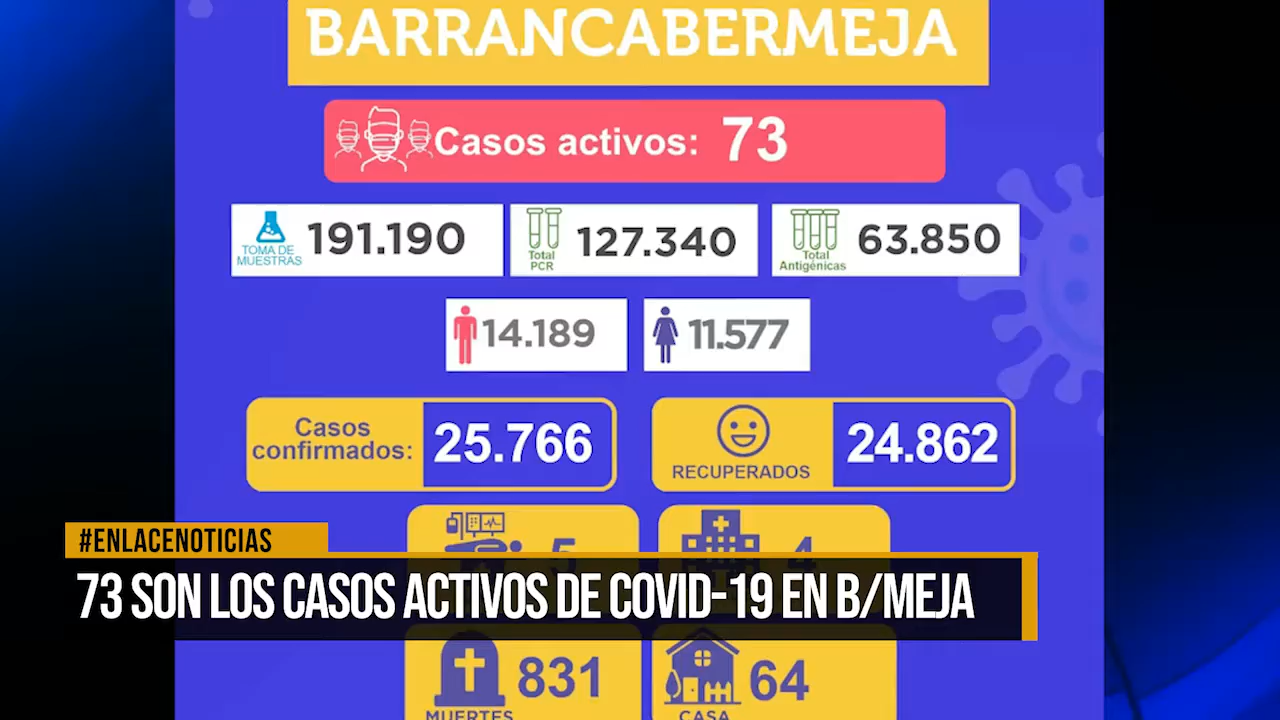 BARRANCABERMEJA
Casos activos: 73
TOMA DE
MUESTRAS
191.190
Total
PCR
127.340
Total
Antigénicas
63.850
14.189
11.577
Casos
confirmados:
25.766
RECUPERADOS
24.862
5
4
#ENLACENOTICIAS
73 SON LOS CASOS ACTIVOS DE COVID-19 EN B/MEJA
831
MUERTES
64
CASA